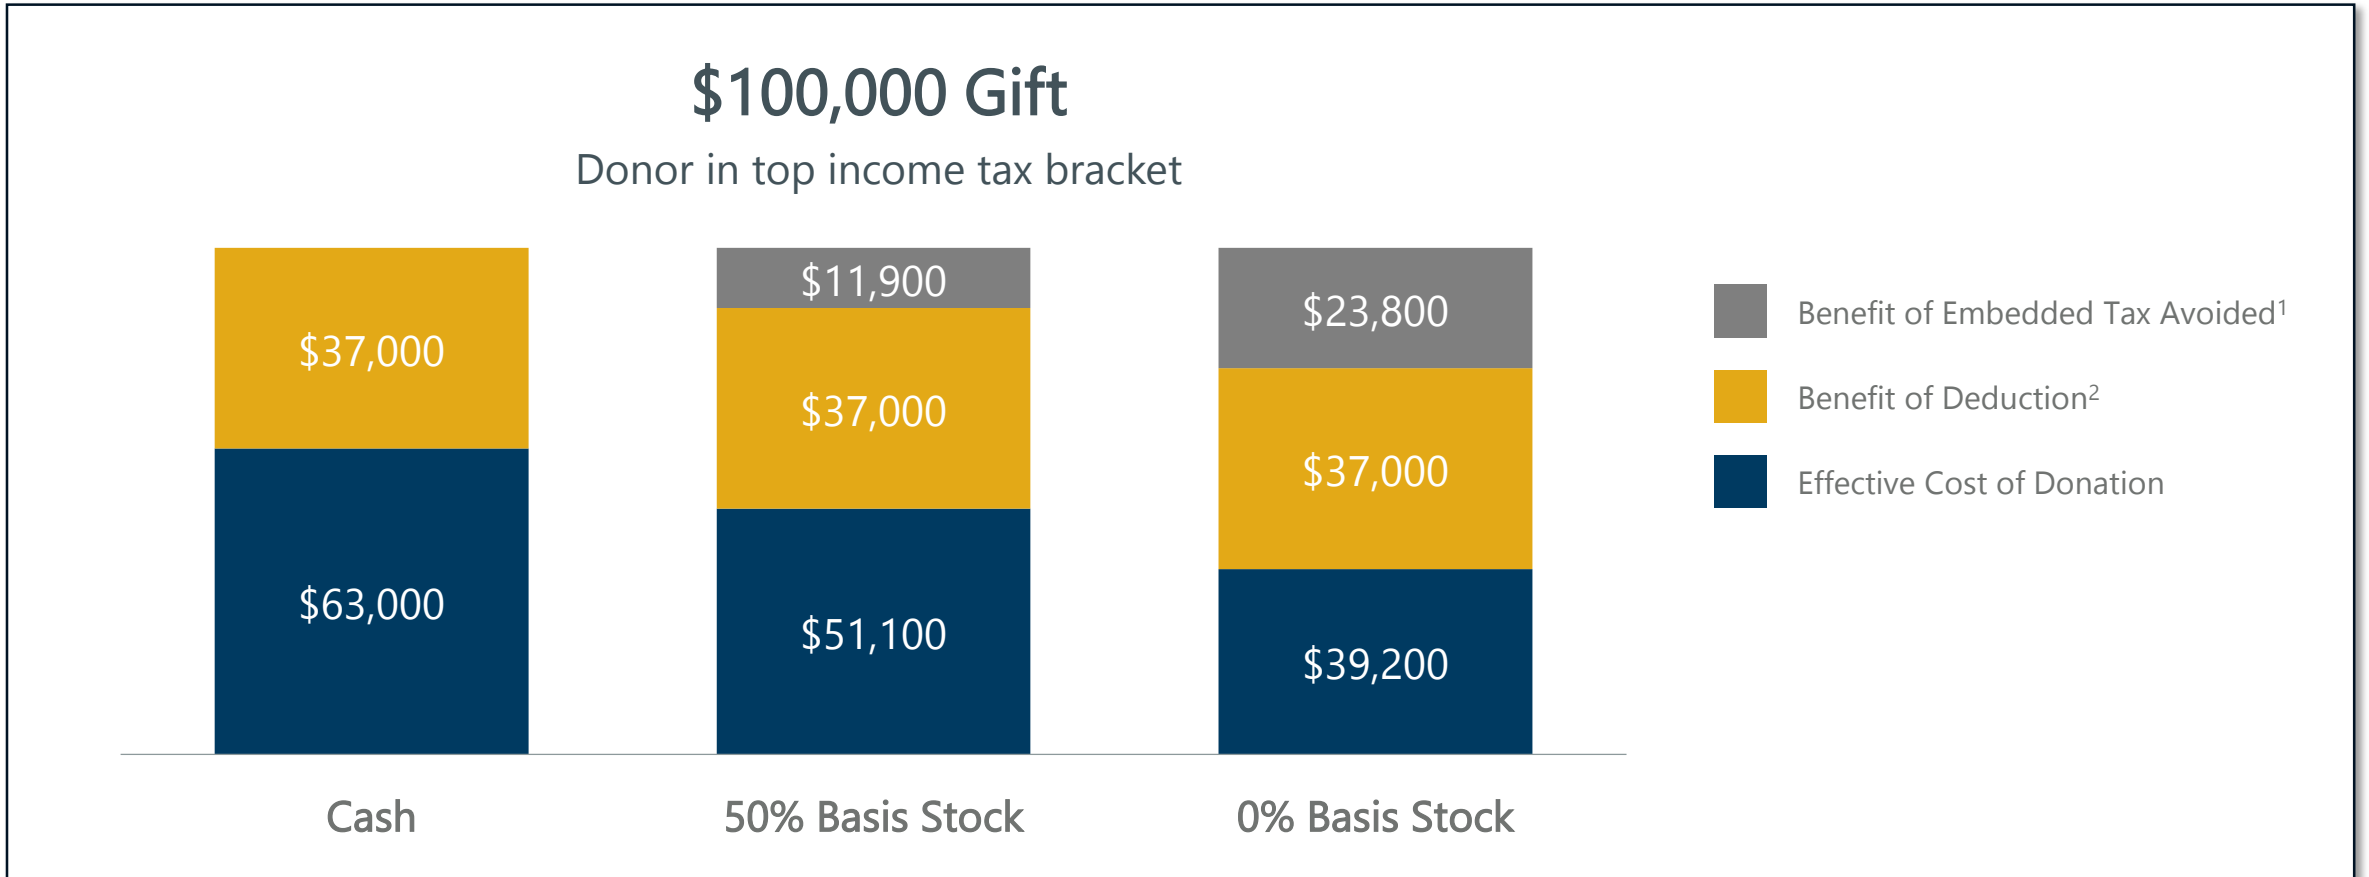 $100,000 Gift
Donor in top income tax bracket
$37,000
$63,000
$11,900
$37,000
$51,100
$23,800
$37,000
$39,200
Cash
50% Basis Stock
0% Basis Stock
Benefit of Embedded Tax Avoided¹
Benefit of Deduction²
Effective Cost of Donation